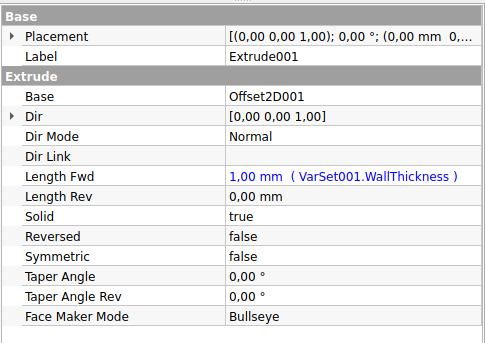 Base
Placement [(0,00 0,00 1,00); 0,00 °; (0,00 mm 0,...
Label Extrude001
Extrude
Base Offset2D001
Dir [0,00 0,00 1,00]
Dir Mode Normal
Dir Link
Length Fwd 1,00 mm ( VarSet001.WallThickness )
Length Rev 0,00 mm
Solid true
Reversed false
Symmetric false
Taper Angle 0,00 °
Taper Angle Rev 0,00 °
Face Maker Mode Bullseye